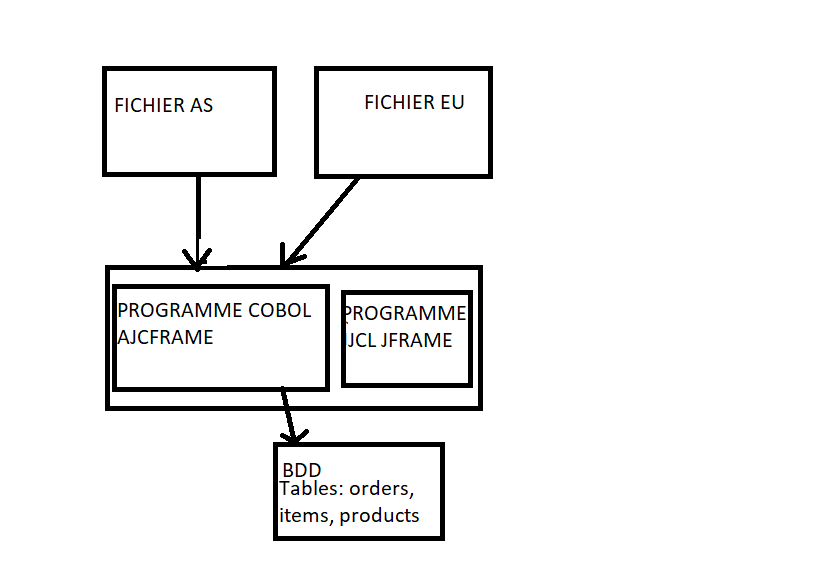 FICHIER AS
FICHIER EU
PROGRAMME COBOL
AJCFRAME
PROGRAMME
JCL JFRAME
BDD
Tables: orders,
items, products